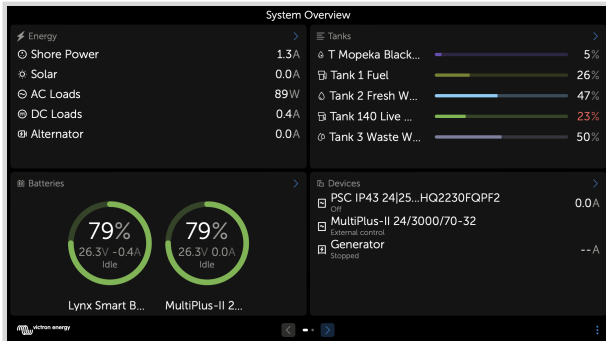 System Overview
Energy
Shore Power 1.3A
Solar 0.0A
AC Loads 89W
DC Loads 0.4A
Alternator 0.0A
Tanks
T Mopeka Black... 5%
Tank 1 Fuel 26%
Tank 2 Fresh W... 47%
Tank 140 Live ... 23%
Tank 3 Waste W... 50%
Batteries
79%
26.3V -0.4A
Idle
Lynx Smart B...
79%
26.3V 0.0A
Idle
MultiPlus-II 2...
Devices
PSC IP43 24|25...HQ2230FQPF2 0.0A
Off
MultiPlus-II 24/3000/70-32
External control
Generator --A
Stopped
victron energy